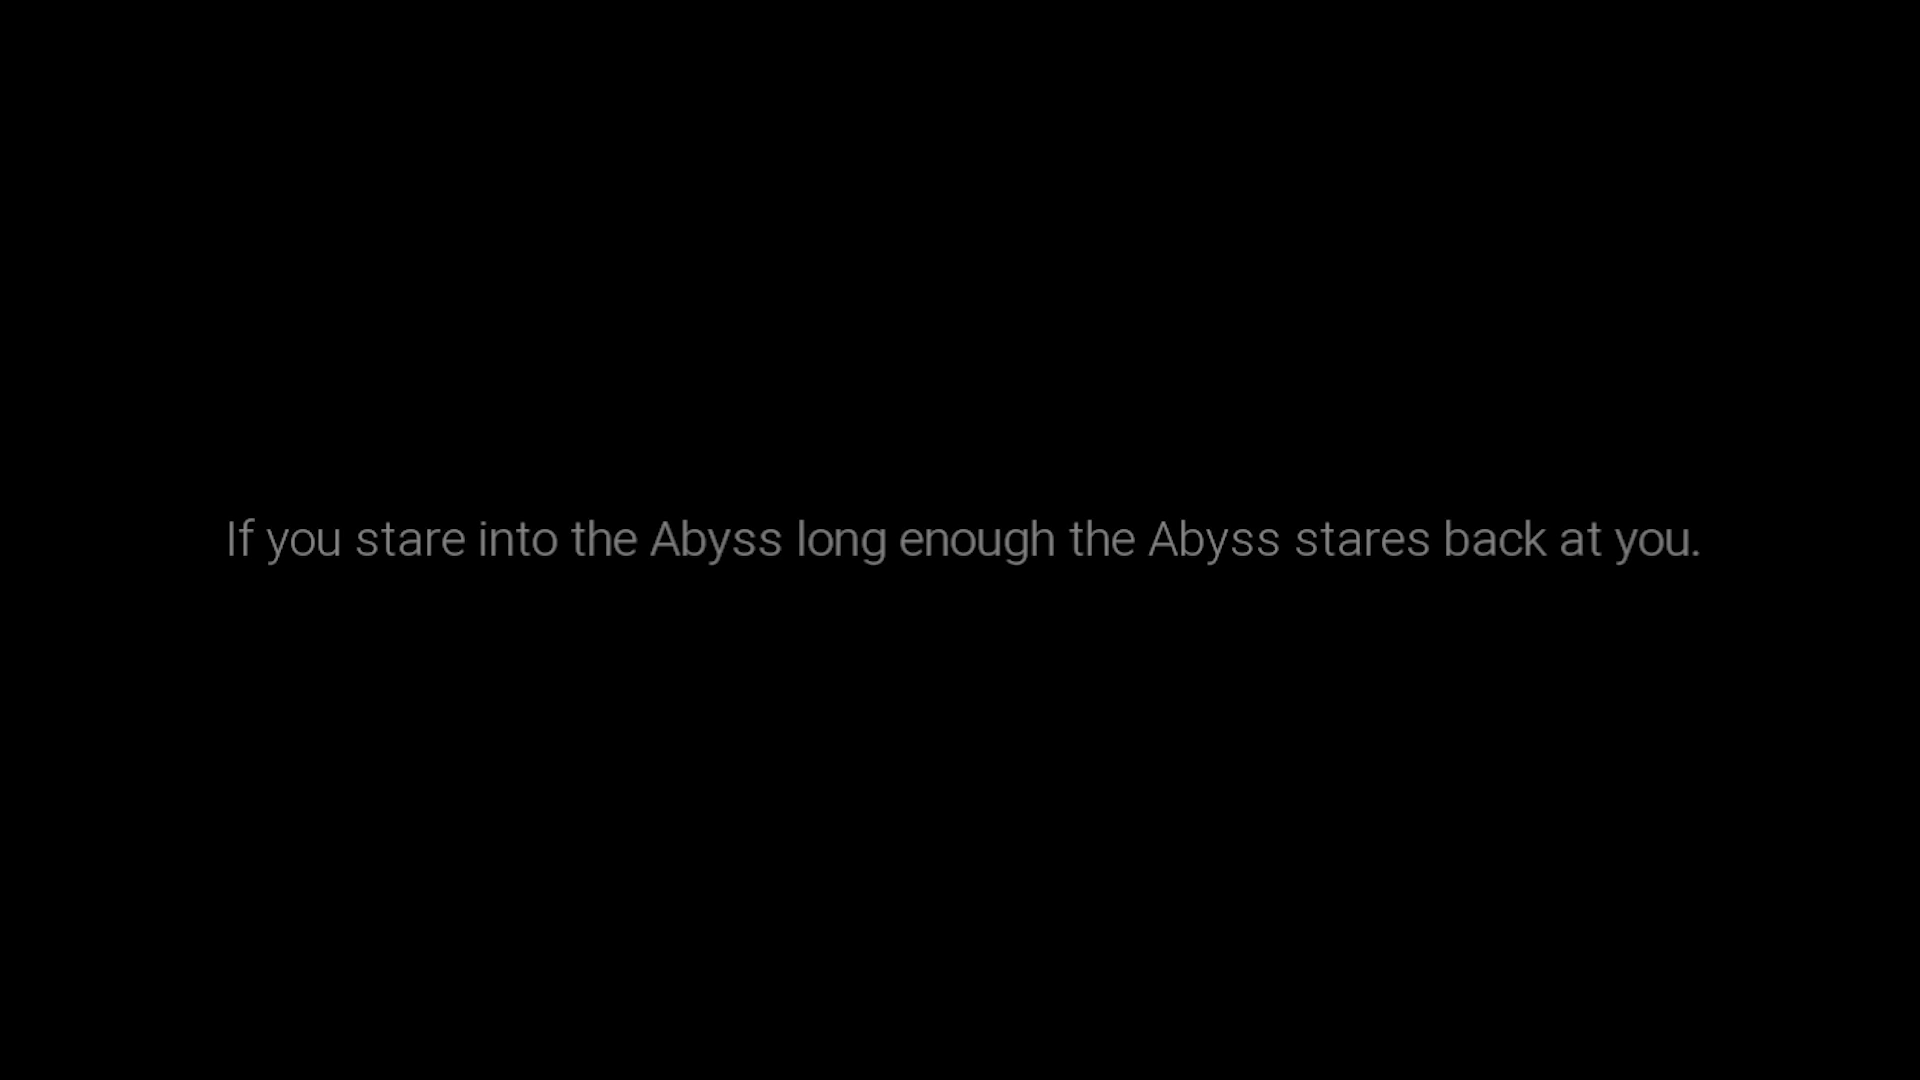 If you stare into the Abyss long enough the Abyss stares back at you.